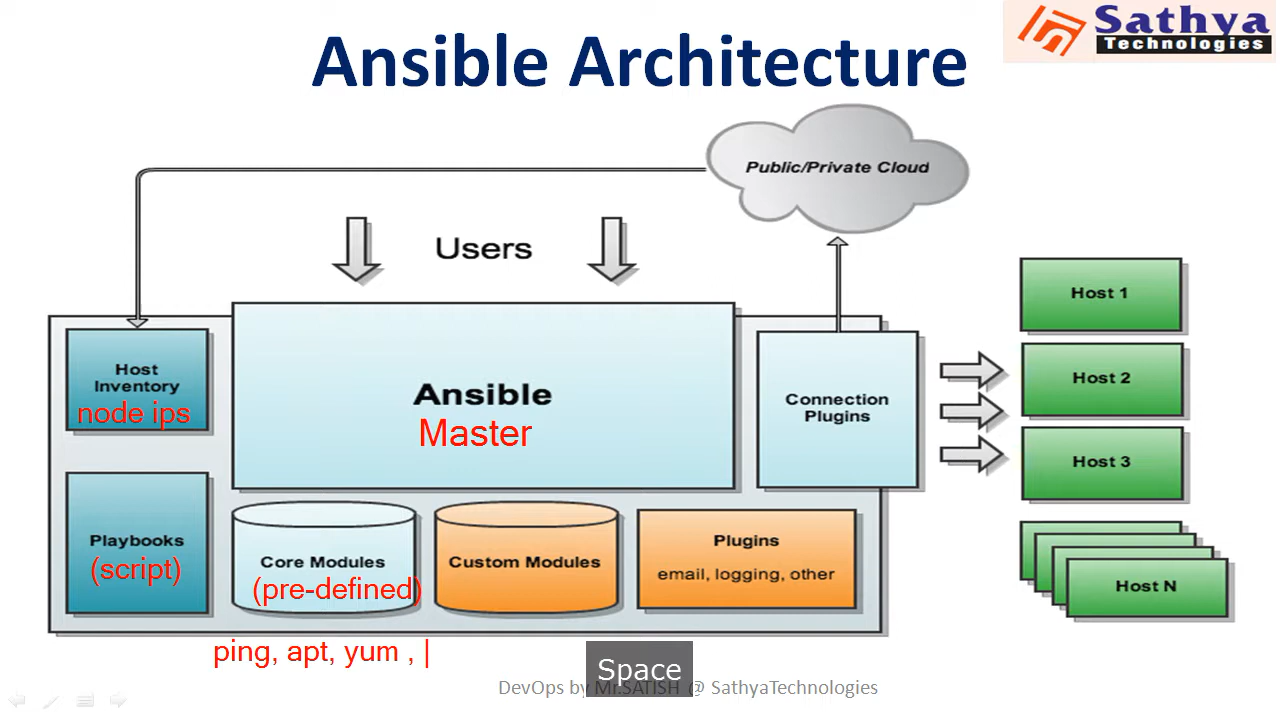 Ansible Architecture
Sathya
Technologies
Public/Private Cloud
Users
Host
Inventory
node ips
Ansible
Master
Connection
Plugins
Host 1
Host 2
Host 3
Host N
Playbooks
(script)
Core Modules
(pre-defined)
Custom Modules
Plugins
email, logging, other
ping, apt, yum ,
Space
DevOps by Mr.SATISH @ SathyaTechnologies